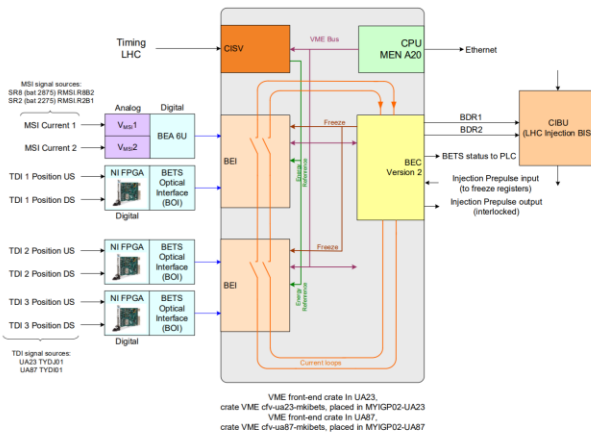 Timing
LHC
CISV
VME Bus
CPU
MEN A20
Ethernet
MSI signal sources:
SR8 (bat 2875) RMSI.R8B2
SR2 (bat 2275) RMSI.R2B1
Analog
Digital
MSI Current 1
MSI Current 2
VMSI1
VMSI2
BEA 6U
BEI
Freeze
Energy
Reference
BEC
Version 2
BDR1
BDR2
CIBU
(LHC Injection BIS)
BETS status to PLC
Injection Prepulse input
(to freeze registers)
Injection Prepulse output
(interlocked)
TDI 1 Position US
TDI 1 Position DS
NI FPGA
Digital
BETS
Optical
Interface
(BOI)
TDI 2 Position US
TDI 2 Position DS
NI FPGA
BETS
Optical
Interface
(BOI)
BEI
Freeze
Energy
Reference
TDI 3 Position US
TDI 3 Position DS
NI FPGA
Digital
BETS
Optical
Interface
(BOI)
TDI signal sources:
UA23 TYDJ01
UA87 TYDI01
Current loops
VME front-end crate In UA23,
crate VME cfv-ua23-mkibets, placed in MYIGP02-UA23
VME front-end crate In UA87,
crate VME cfv-ua87-mkibets, placed in MYIGP02-UA87